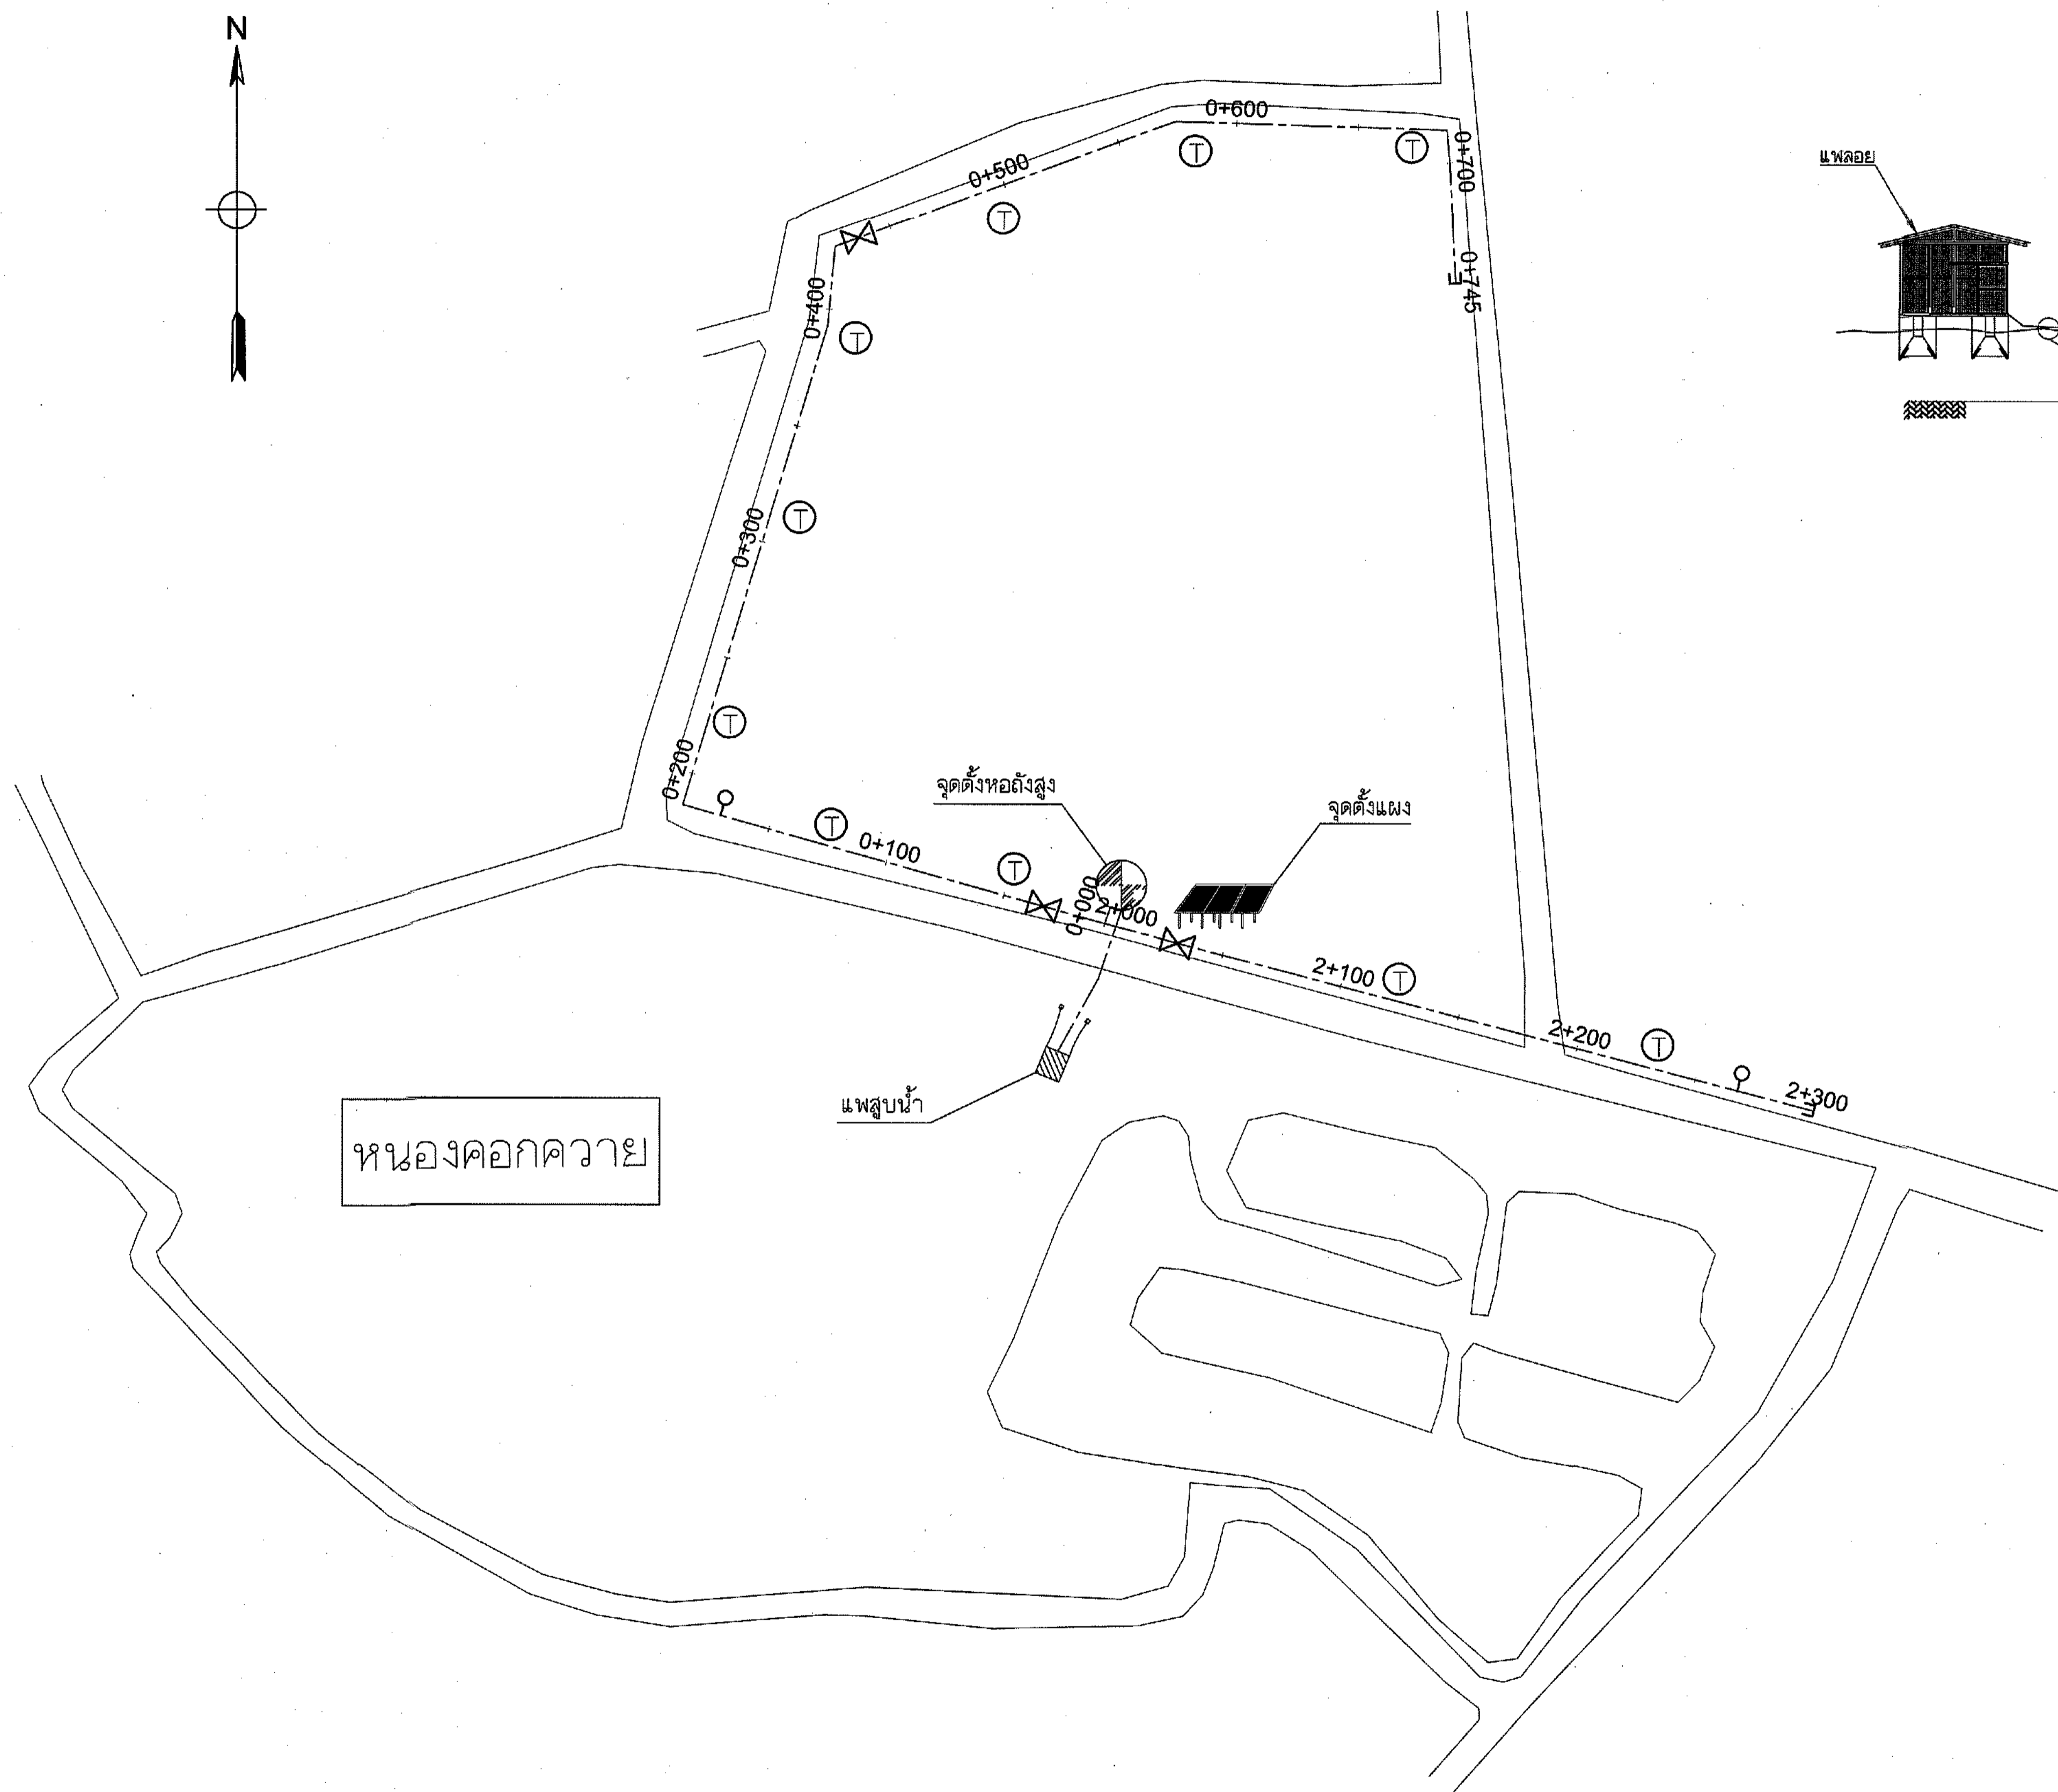 N
0+600
0+700
แพลอย
0+500
T
T
T
0+745
E
0+400
T
0+300
T
0+200
T
จุดตั้งหอถังสูง
จุดตั้งแผง
T
0+100
T
0+000
2+000
2+100
T
2+200
T
2+300
แพสูบน้ำ
หนองคอกควาย